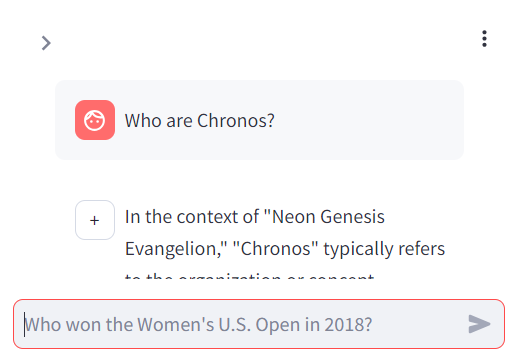 Who are Chronos?
+
In the context of "Neon Genesis
Evangelion," "Chronos" typically refers
to the organization or concept
Who won the Women's U.S. Open in 2018?